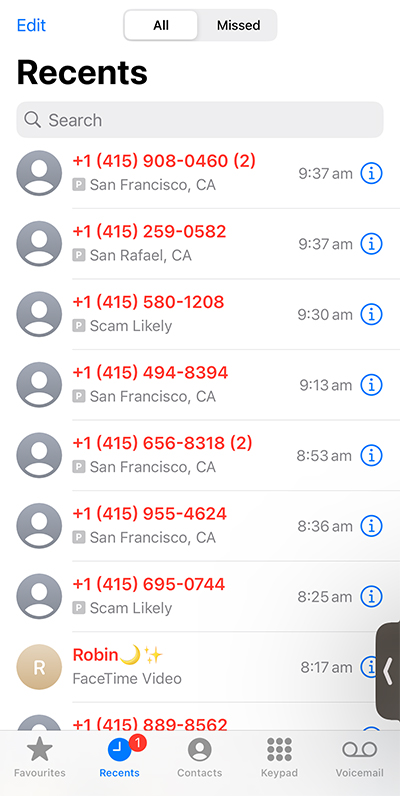 Edit
All
Missed
Recents
Search
+1 (415) 908-0460 (2)
9:37 am
P San Francisco, CA
+1 (415) 259-0582
9:37 am
P San Rafael, CA
+1 (415) 580-1208
9:30 am
P Scam Likely
+1 (415) 494-8394
9:13 am
P San Francisco, CA
+1 (415) 656-8318 (2)
8:53 am
P San Francisco, CA
+1 (415) 955-4624
8:36 am
P San Francisco, CA
+1 (415) 695-0744
8:25 am
P Scam Likely
R
Robin🌙✨
8:17 am
FaceTime Video
+1 (415) 889-8562
1
Favourites
Recents
Contacts
Keypad
Voicemail